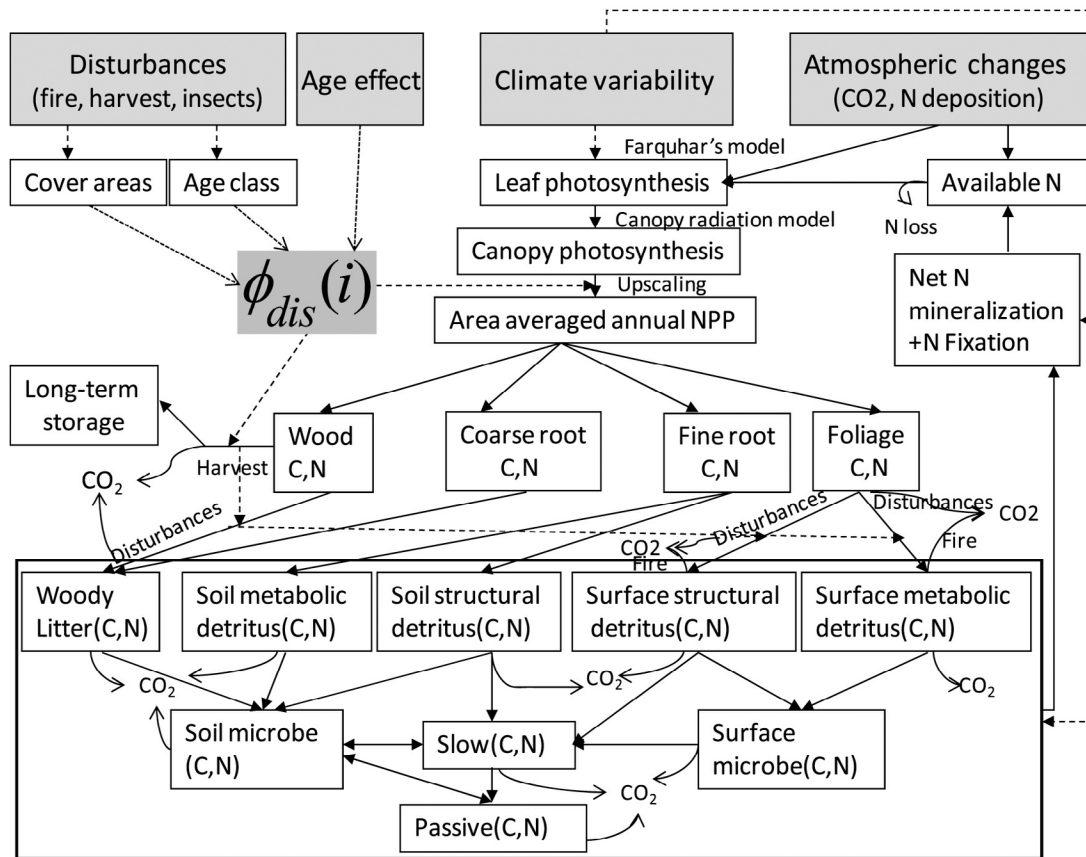 Disturbances
(fire, harvest, insects)
Age effect
Climate variability
Atmospheric changes
(CO2, N deposition)
Farquhar's model
Cover areas
Age class
Leaf photosynthesis
Available N
Canopy radiation model
N loss
Canopy photosynthesis
ϕdis(i)
Upscaling
Net N
mineralization
+N Fixation
Area averaged annual NPP
Long-term
storage
Wood
C,N
Coarse root
C,N
Fine root
C,N
Foliage
C,N
Harvest
CO₂
Disturbances
Disturbances
Disturbances
CO2
CO2
Fire
Fire
Woody
Litter(C,N)
Soil metabolic
detritus(C,N)
Soil structural
detritus(C,N)
Surface structural
detritus(C,N)
Surface metabolic
detritus(C,N)
CO₂
CO₂
CO₂
Soil microbe
(C,N)
Slow(C,N)
Surface
microbe(C,N)
CO₂
Passive(C,N)